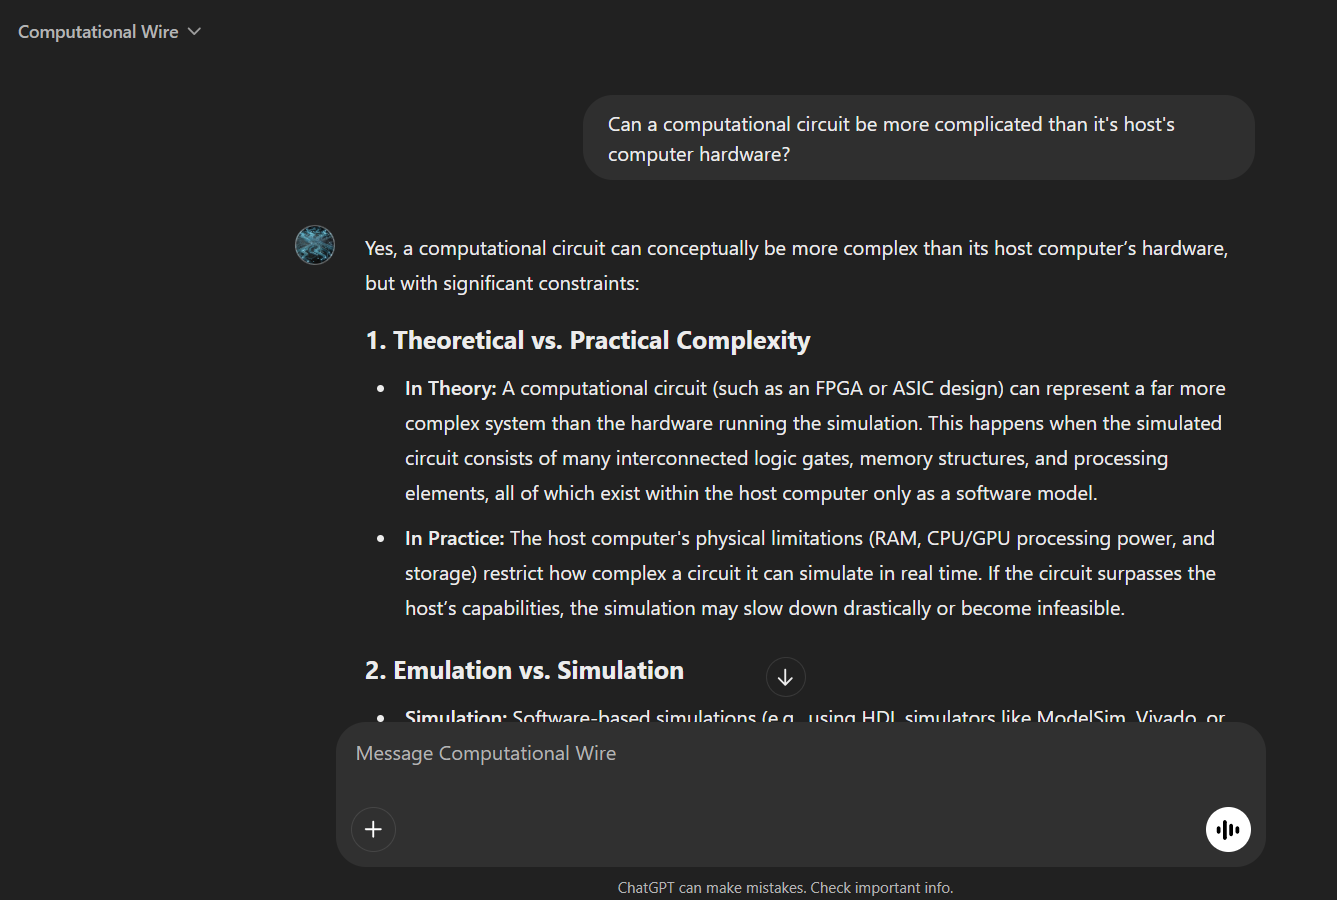 Computational Wire
Can a computational circuit be more complicated than it's host's
computer hardware?
Yes, a computational circuit can conceptually be more complex than its host computer’s hardware,
but with significant constraints:
1. Theoretical vs. Practical Complexity
• In Theory: A computational circuit (such as an FPGA or ASIC design) can represent a far more
complex system than the hardware running the simulation. This happens when the simulated
circuit consists of many interconnected logic gates, memory structures, and processing
elements, all of which exist within the host computer only as a software model.
• In Practice: The host computer's physical limitations (RAM, CPU/GPU processing power, and
storage) restrict how complex a circuit it can simulate in real time. If the circuit surpasses the
host’s capabilities, the simulation may slow down drastically or become infeasible.
2. Emulation vs. Simulation
• Simulation: Software-based simulations (e.g., using HDL simulators like ModelSim, Vivado, or
Message Computational Wire
ChatGPT can make mistakes. Check important info.